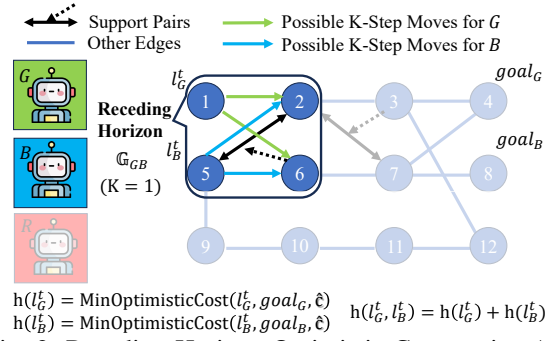 Support Pairs
Possible K-Step Moves for G
Other Edges
Possible K-Step Moves for B
G
l_G^t
goal_G
1
2
3
4
Receding
Horizon
B
l_B^t
goal_B
𝔾_GB
(K = 1)
5
6
7
8
R
9
10
11
12
h(l_G^t) = MinOptimisticCost(l_G^t, goal_G, ĉ)
h(l_B^t) = MinOptimisticCost(l_B^t, goal_B, ĉ)
h(l_G^t, l_B^t) = h(l_G^t) + h(l_B^t)